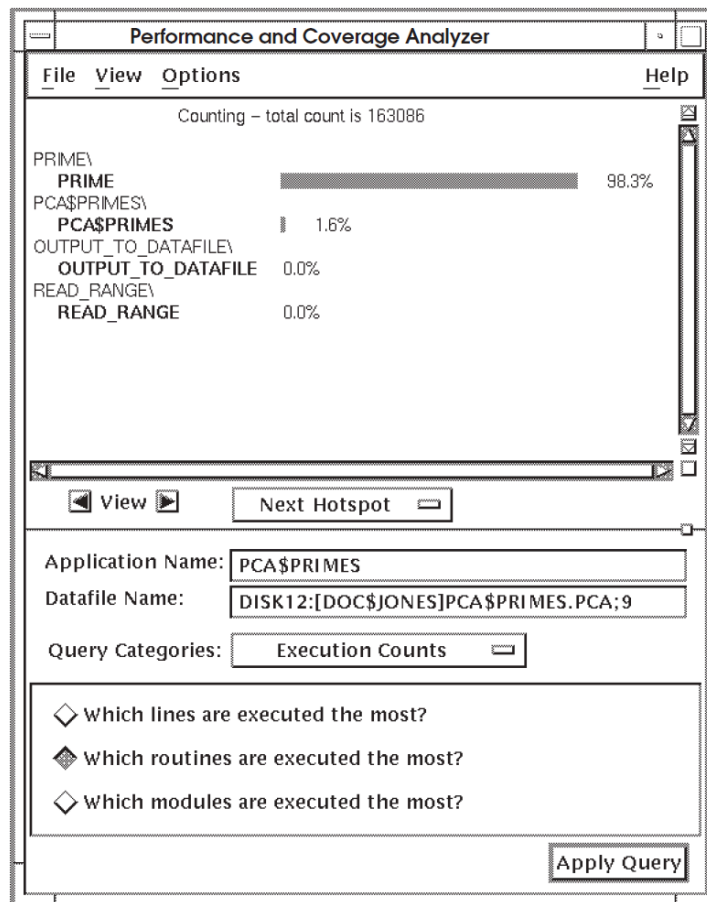 Performance and Coverage Analyzer
File View Options Help
Counting – total count is 163086
PRIME\
PRIME 98.3%
PCA$PRIMES\
PCA$PRIMES 1.6%
OUTPUT_TO_DATAFILE\
OUTPUT_TO_DATAFILE 0.0%
READ_RANGE\
READ_RANGE 0.0%
View Next Hotspot
Application Name: PCA$PRIMES
Datafile Name: DISK12:[DOC$JONES]PCA$PRIMES.PCA;9
Query Categories: Execution Counts
Which lines are executed the most?
Which routines are executed the most?
Which modules are executed the most?
Apply Query